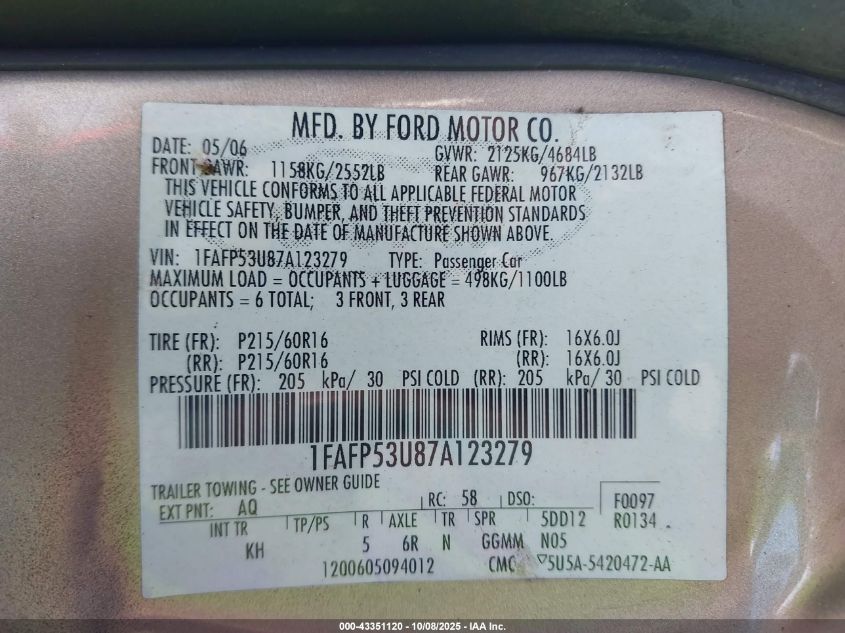 MFD. BY FORD MOTOR CO.
DATE: 05/06 GVWR: 2125KG/4684LB
FRONT GAWR: 1158KG/2552LB REAR GAWR: 967KG/2132LB
THIS VEHICLE CONFORMS TO ALL APPLICABLE FEDERAL MOTOR
VEHICLE SAFETY, BUMPER, AND THEFT PREVENTION STANDARDS
IN EFFECT ON THE DATE OF MANUFACTURE SHOWN ABOVE.
VIN: 1FAFP53U87A123279 TYPE: Passenger Car
MAXIMUM LOAD = OCCUPANTS + LUGGAGE = 498KG/1100LB
OCCUPANTS = 6 TOTAL; 3 FRONT, 3 REAR
TIRE (FR): P215/60R16 RIMS (FR): 16X6.0J
(RR): P215/60R16 (RR): 16X6.0J
PRESSURE (FR): 205 kPa/ 30 PSI COLD (RR): 205 kPa/ 30 PSI COLD
1FAFP53U87A123279
TRAILER TOWING - SEE OWNER GUIDE
EXT PNT: AQ RC: 58 DSO: F0097
INT TR TP/PS R AXLE TR SPR 5DD12 R0134
KH 5 6R N GGMM N05
1200605094012 CMC 5U5A-5420472-AA
000-43351120 - 10/08/2025 - IAA Inc.